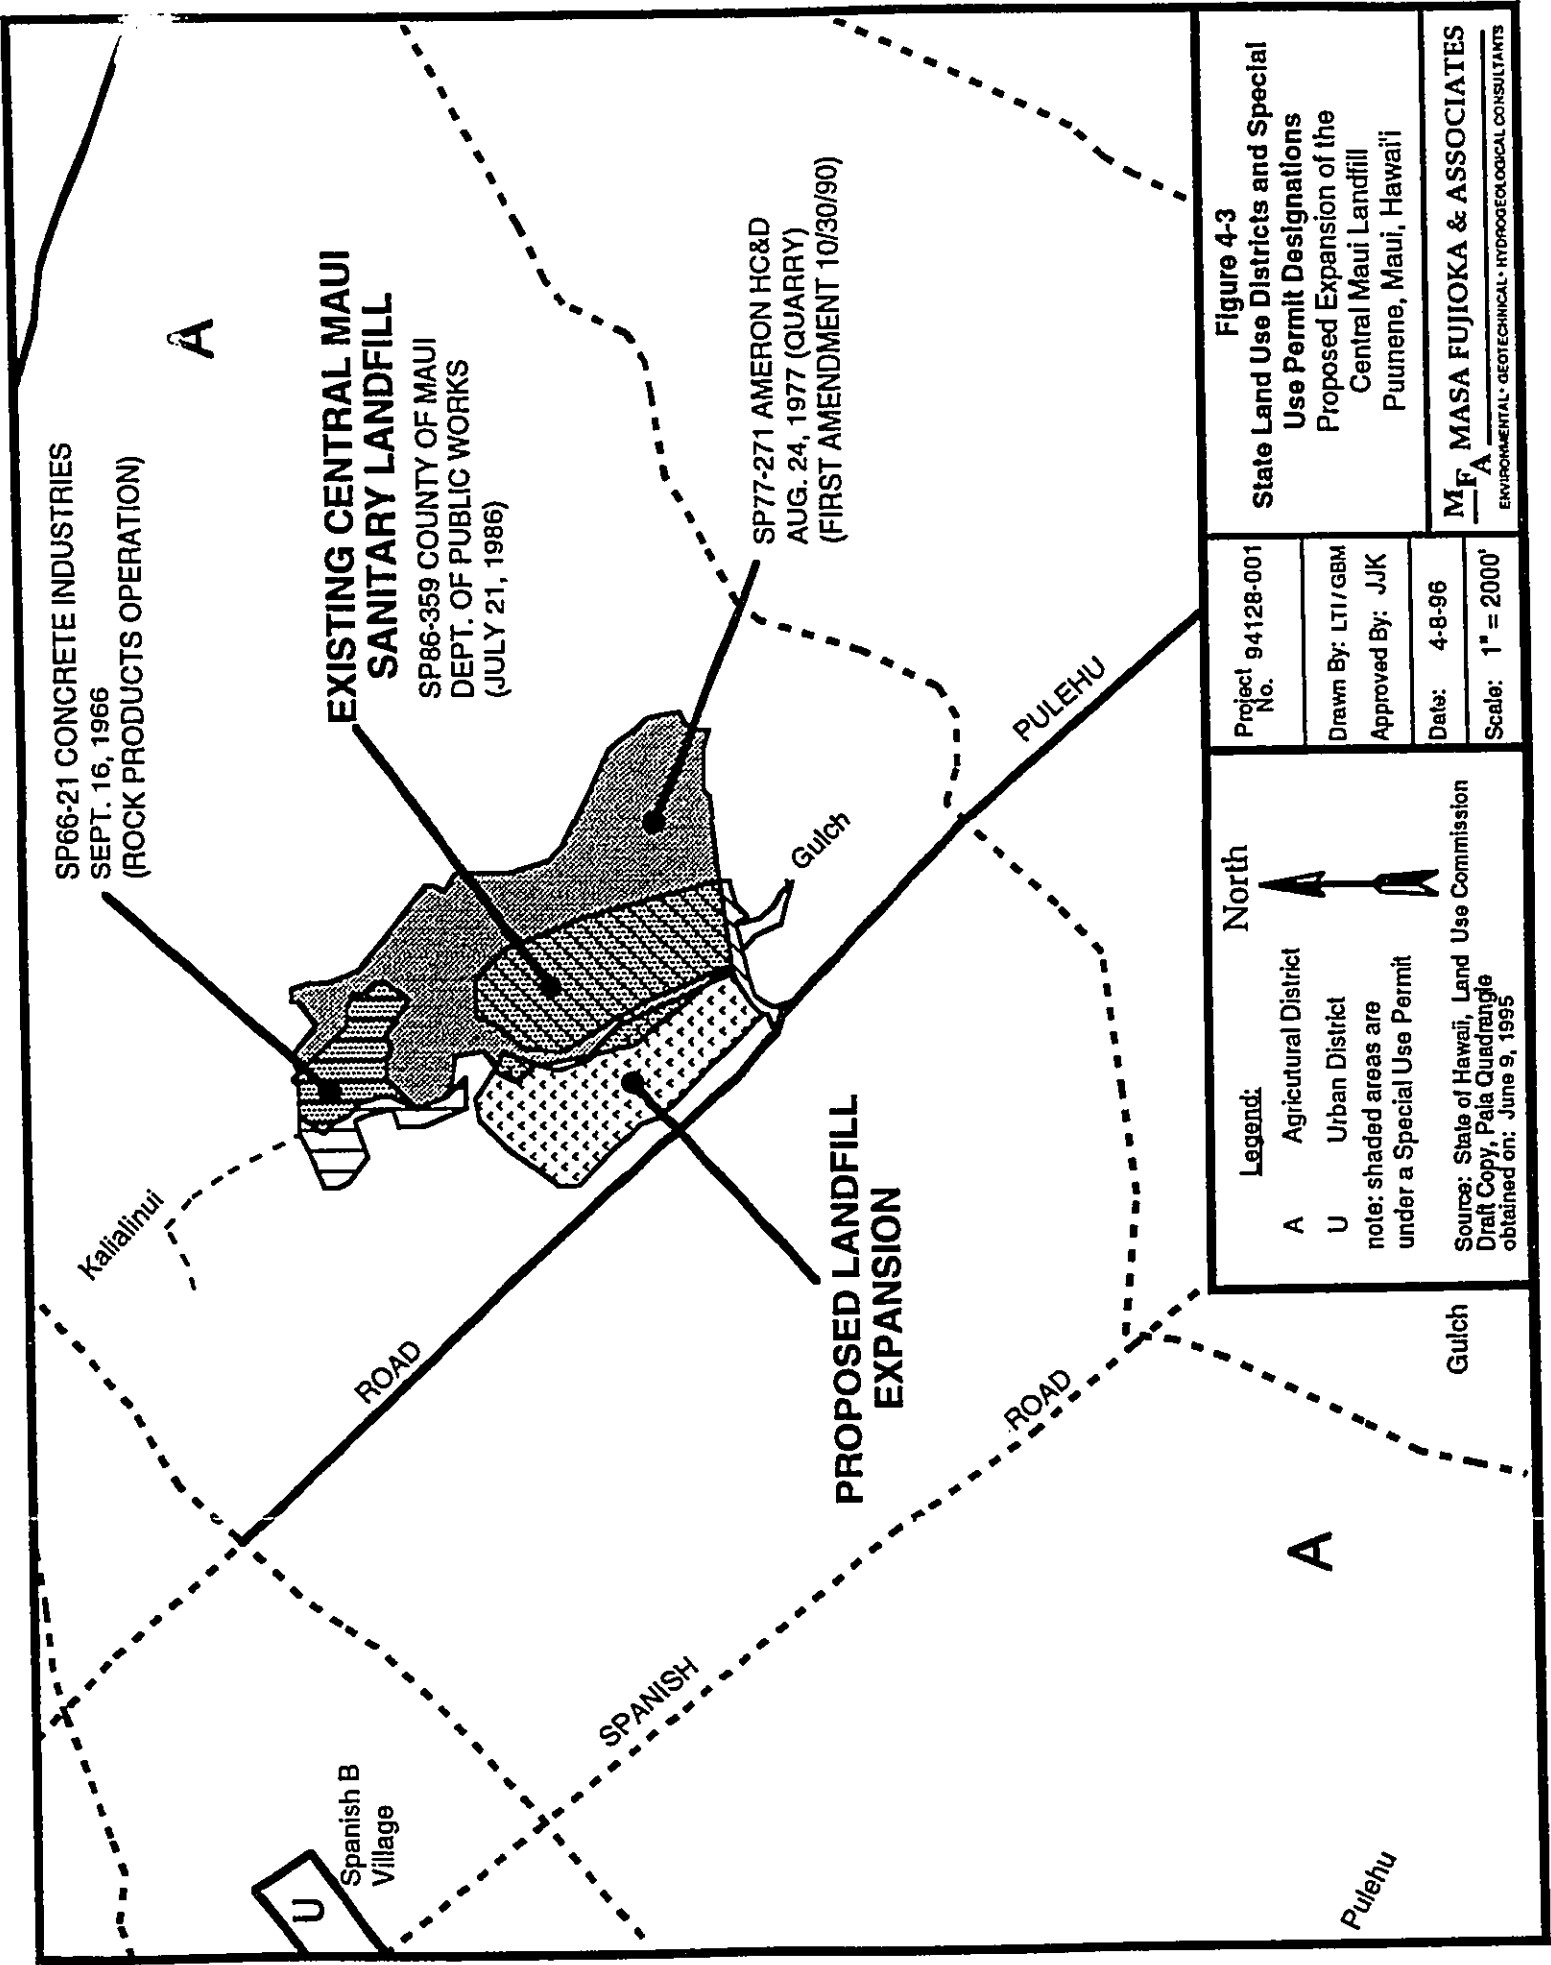 SP66-21 CONCRETE INDUSTRIES
SEPT. 16, 1966
(ROCK PRODUCTS OPERATION)
EXISTING CENTRAL MAUI
SANITARY LANDFILL
SP86-359 COUNTY OF MAUI
DEPT. OF PUBLIC WORKS
(JULY 21, 1986)
A
SP77-271 AMERON HC&D
AUG. 24, 1977 (QUARRY)
(FIRST AMENDMENT 10/30/90)
Kalialinui
Gulch
PULEHU
ROAD
PROPOSED LANDFILL
EXPANSION
U
Spanish B
Village
SPANISH
ROAD
A
Pulehu
Gulch
Legend:
North
A Agricutural District
U Urban District
note: shaded areas are
under a Special Use Permit
Source: State of Hawaii, Land Use Commission
Draft Copy, Paia Quadrangle
obtained on: June 9, 1995
Project No. 94128-001
Drawn By: LTI / GBM
Approved By: JJK
Date: 4-8-96
Scale: 1" = 2000'
Figure 4-3
State Land Use Districts and Special
Use Permit Designations
Proposed Expansion of the
Central Maui Landfill
Puunene, Maui, Hawai'i
MFA MASA FUJIOKA & ASSOCIATES
ENVIRONMENTAL • GEOTECHNICAL • HYDROGEOLOGICAL CONSULTANTS